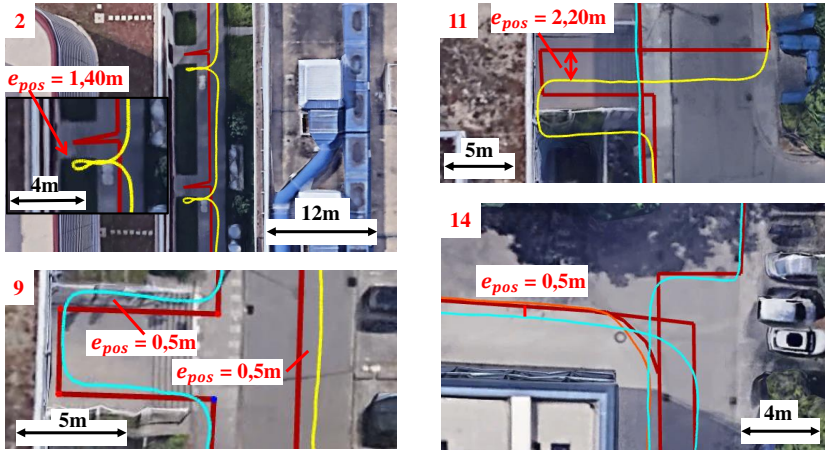 2
e_pos = 1,40m
4m
12m
11
e_pos = 2,20m
5m
9
e_pos = 0,5m
e_pos = 0,5m
5m
14
e_pos = 0,5m
4m